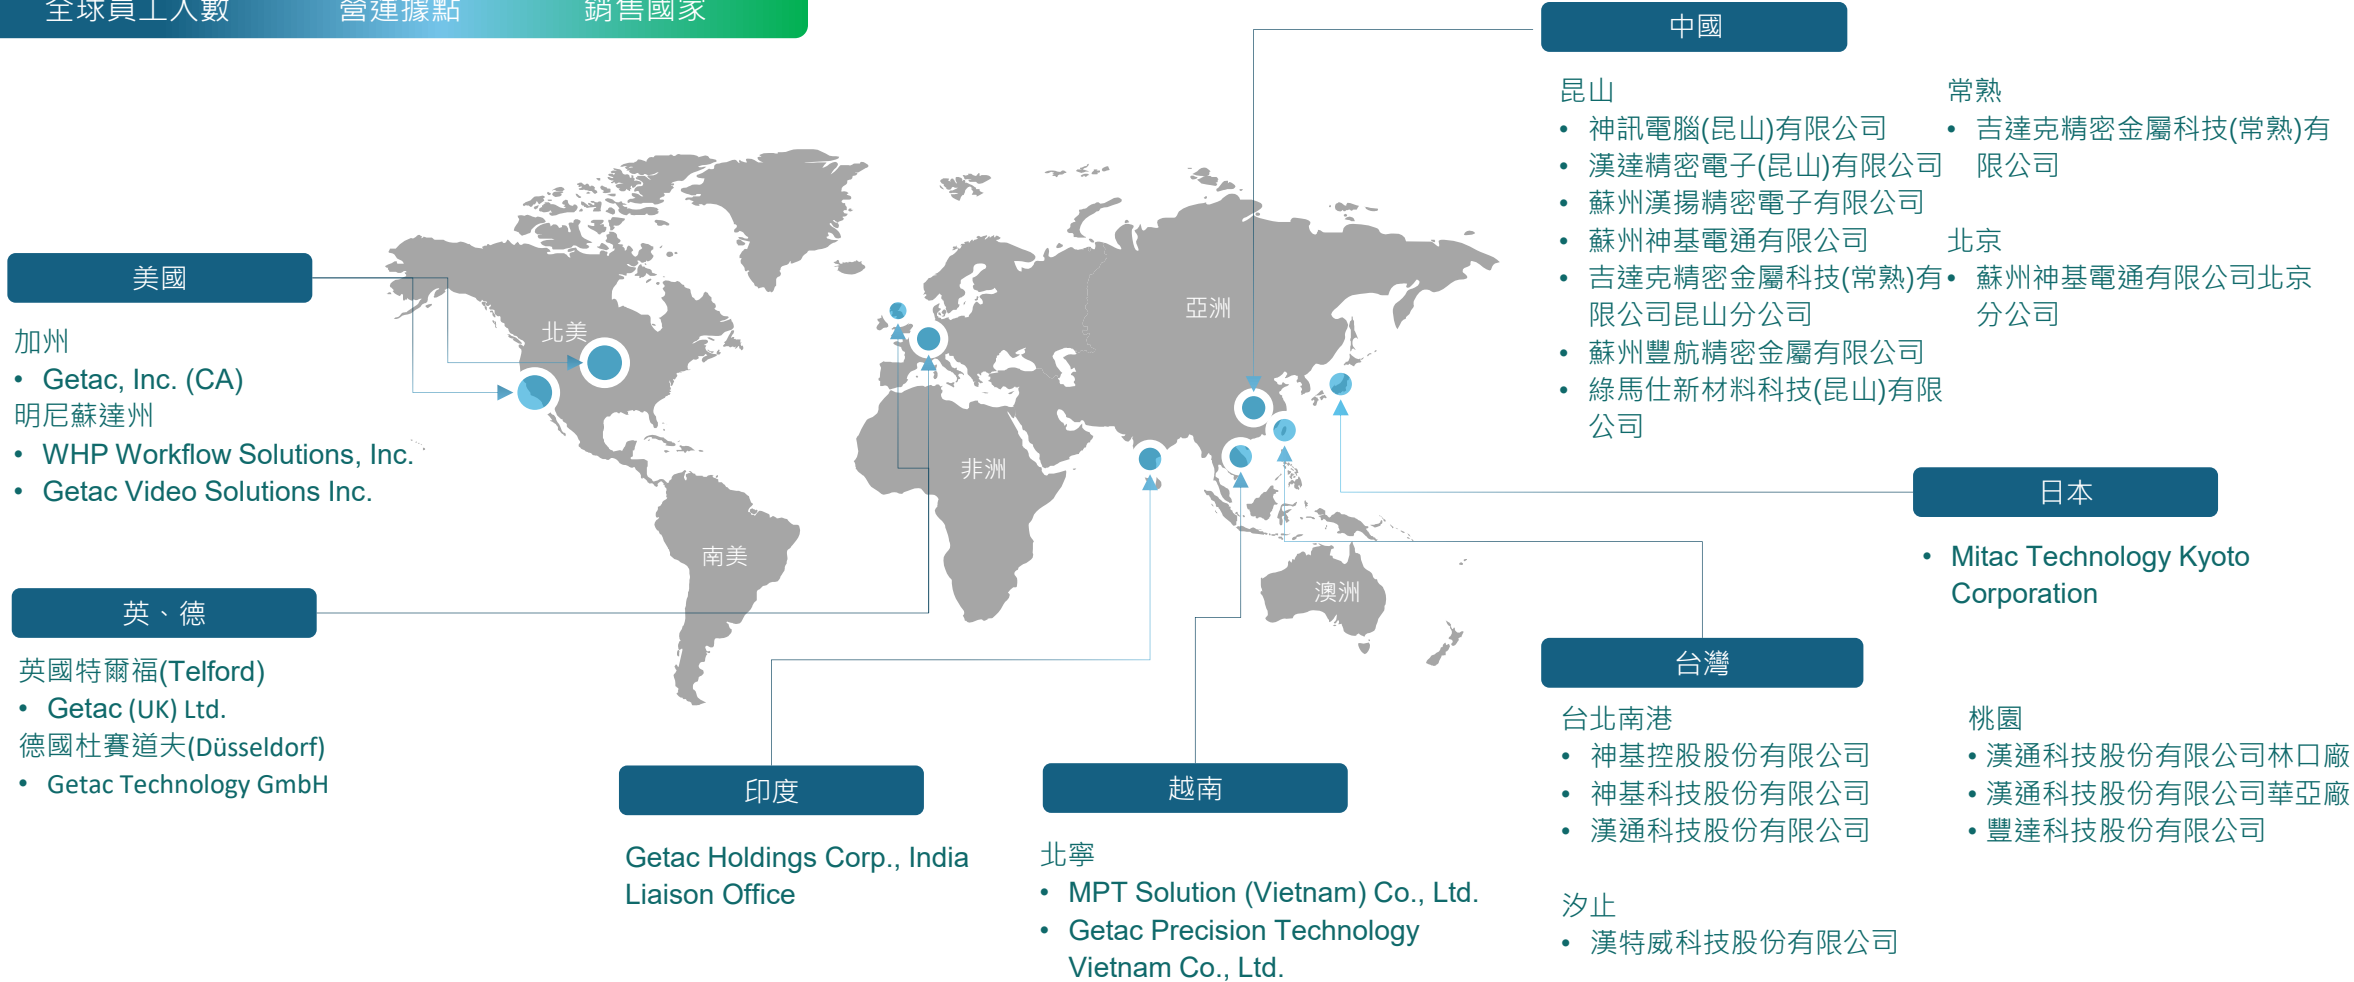 全球員工人數
營運據點
銷售國家
中國
昆山
• 神訊電腦(昆山)有限公司
• 漢達精密電子(昆山)有限公司
• 蘇州漢揚精密電子有限公司
• 蘇州神基電通有限公司
• 吉達克精密金屬科技(常熟)有
限公司昆山分公司
• 蘇州豐航精密金屬有限公司
• 綠馬仕新材料科技(昆山)有限
公司
常熟
• 吉達克精密金屬科技(常熟)有
限公司
北京
• 蘇州神基電通有限公司北京
分公司
美國
加州
• Getac, Inc. (CA)
明尼蘇達州
• WHP Workflow Solutions, Inc.
• Getac Video Solutions Inc.
北美
亞洲
非洲
南美
澳洲
日本
• Mitac Technology Kyoto
Corporation
英、德
英國特爾福(Telford)
• Getac (UK) Ltd.
德國杜賽道夫(Düsseldorf)
• Getac Technology GmbH
印度
Getac Holdings Corp., India
Liaison Office
越南
北寧
• MPT Solution (Vietnam) Co., Ltd.
• Getac Precision Technology
Vietnam Co., Ltd.
台灣
台北南港
• 神基控股股份有限公司
• 神基科技股份有限公司
• 漢通科技股份有限公司
桃園
• 漢通科技股份有限公司林口廠
• 漢通科技股份有限公司華亞廠
• 豐達科技股份有限公司
汐止
• 漢特威科技股份有限公司